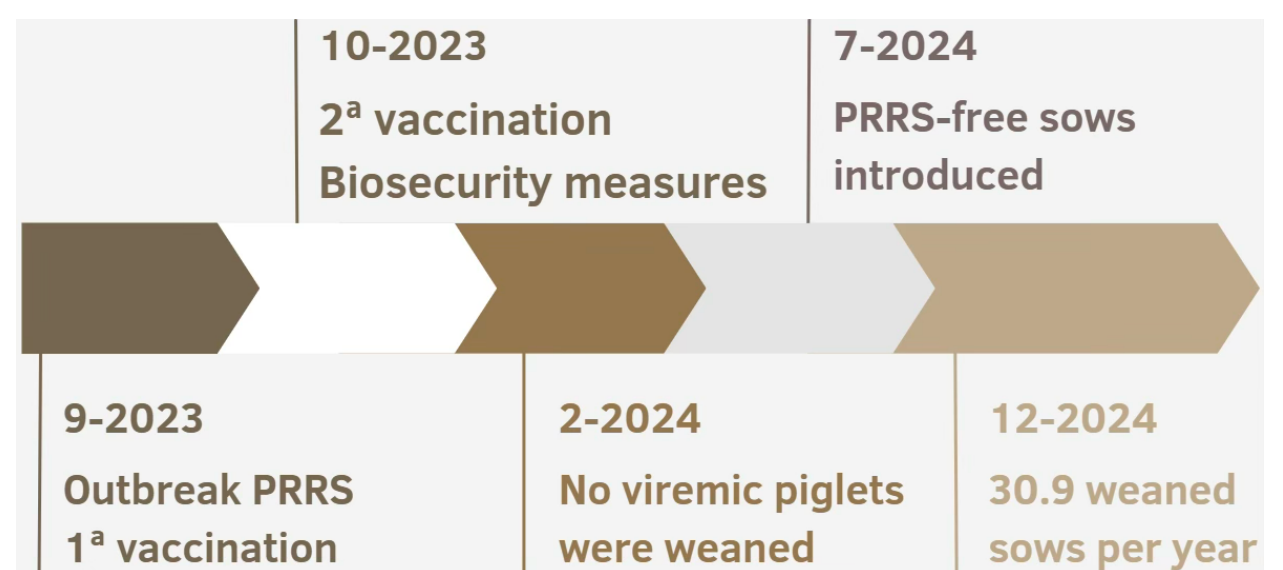 10-2023
2ª vaccination
Biosecurity measures
7-2024
PRRS-free sows
introduced
9-2023
Outbreak PRRS
1ª vaccination
2-2024
No viremic piglets
were weaned
12-2024
30.9 weaned
sows per year